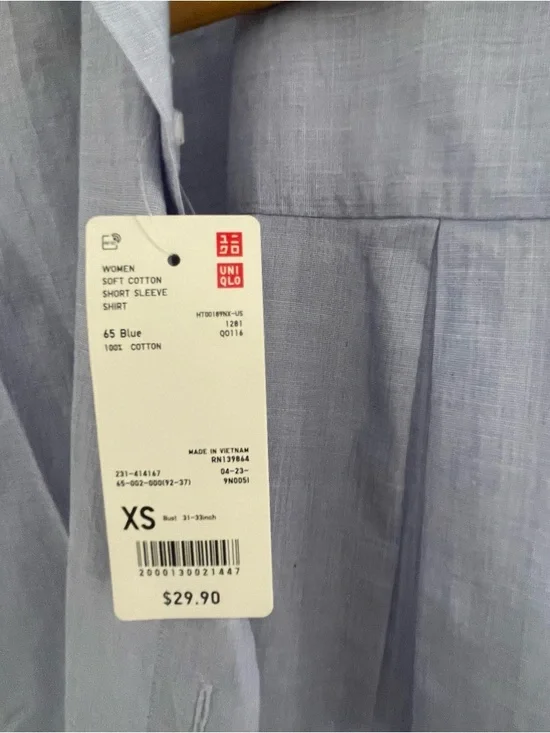 ユニ
クロ
UNI
QLO
WOMEN
SOFT COTTON
SHORT SLEEVE
SHIRT
HT00189NX-US
1281
Q0116
65 Blue
100% COTTON
MADE IN VIETNAM
RN139864
231-414167
04-23-
65-002-000(92-37)
9N005I
XS Bust 31-33inch
2000130021447
$29.90